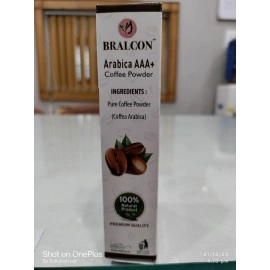 BRALCON
Arabica AAA+
Coffee Powder
INGREDIENTS :
Pure Coffee Powder
(Coffea Arabica)
100%
Natural
Product
PREMIUM QUALITY
Shot on OnePlus